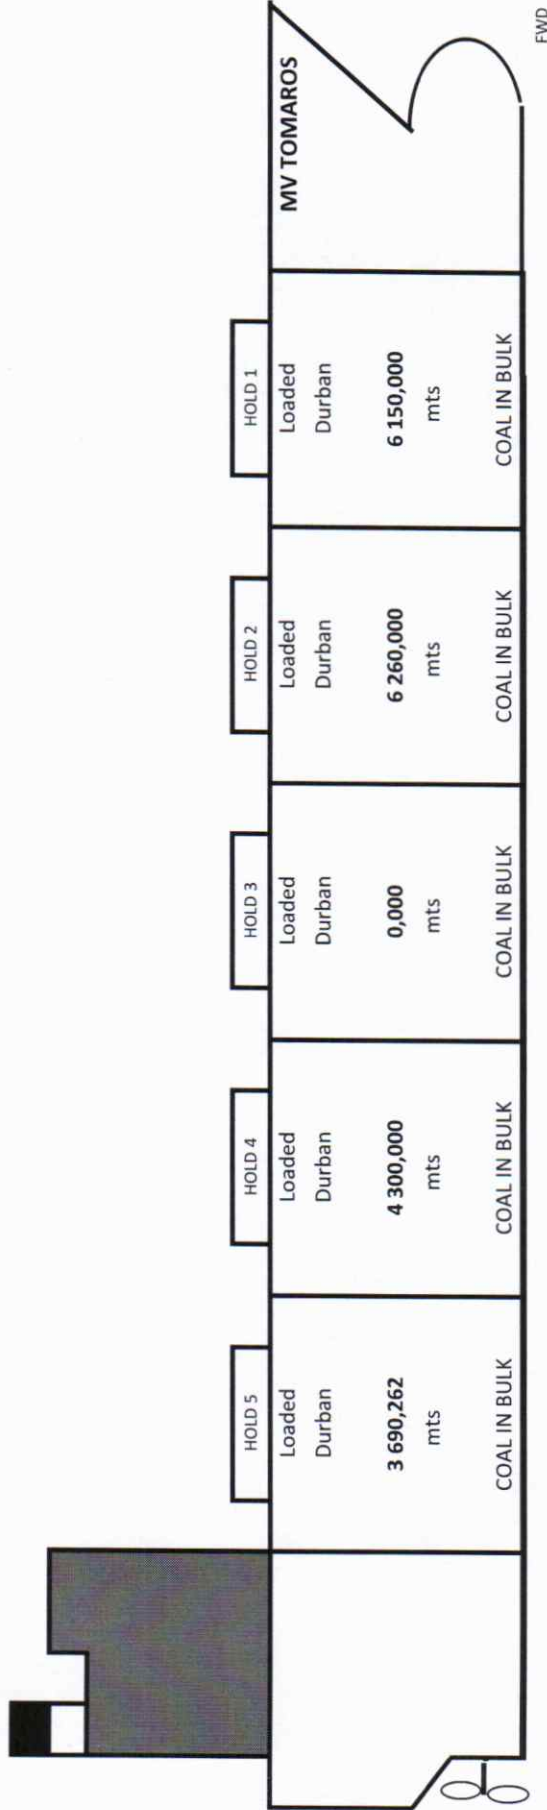 MV TOMAROS
HOLD 5
Loaded
Durban
3 690,262
mts
COAL IN BULK
HOLD 4
Loaded
Durban
4 300,000
mts
COAL IN BULK
HOLD 3
Loaded
Durban
0,000
mts
COAL IN BULK
HOLD 2
Loaded
Durban
6 260,000
mts
COAL IN BULK
HOLD 1
Loaded
Durban
6 150,000
mts
COAL IN BULK
FWD